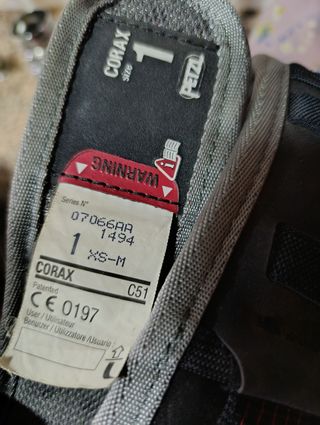 CORAX
size 1
PETZL
WARNING
Series N°
07066AA
1494
1 XS-M
CORAX C51
Patented
CE 0197
User / Utilisateur
Benutzer / Utilizzatore /Usuario